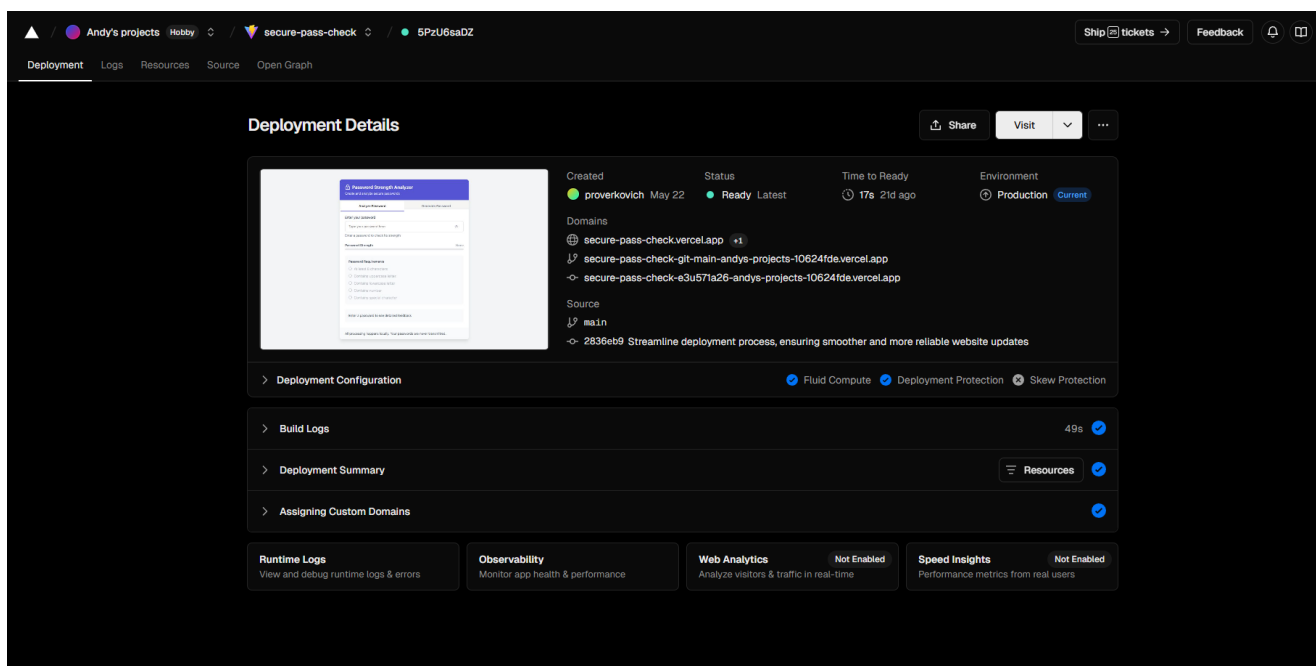 Andy's projects Hobby / secure-pass-check / 5PzU6saDZ Ship 25 tickets → Feedback
Deployment Logs Resources Source Open Graph
Deployment Details Share Visit ...
Password Strength Analyzer
Enter your password
Password Requirements
Created Status Time to Ready Environment
proverkovich May 22 Ready Latest 17s 21d ago Production Current
Domains
secure-pass-check.vercel.app +1
secure-pass-check-git-main-andys-projects-10624fde.vercel.app
secure-pass-check-e3u571a26-andys-projects-10624fde.vercel.app
Source
main
2836eb9 Streamline deployment process, ensuring smoother and more reliable website updates
Deployment Configuration Fluid Compute Deployment Protection Skew Protection
Build Logs 49s
Deployment Summary Resources
Assigning Custom Domains
Runtime Logs Observability Web Analytics Not Enabled Speed Insights Not Enabled
View and debug runtime logs & errors Monitor app health & performance Analyze visitors & traffic in real-time Performance metrics from real users